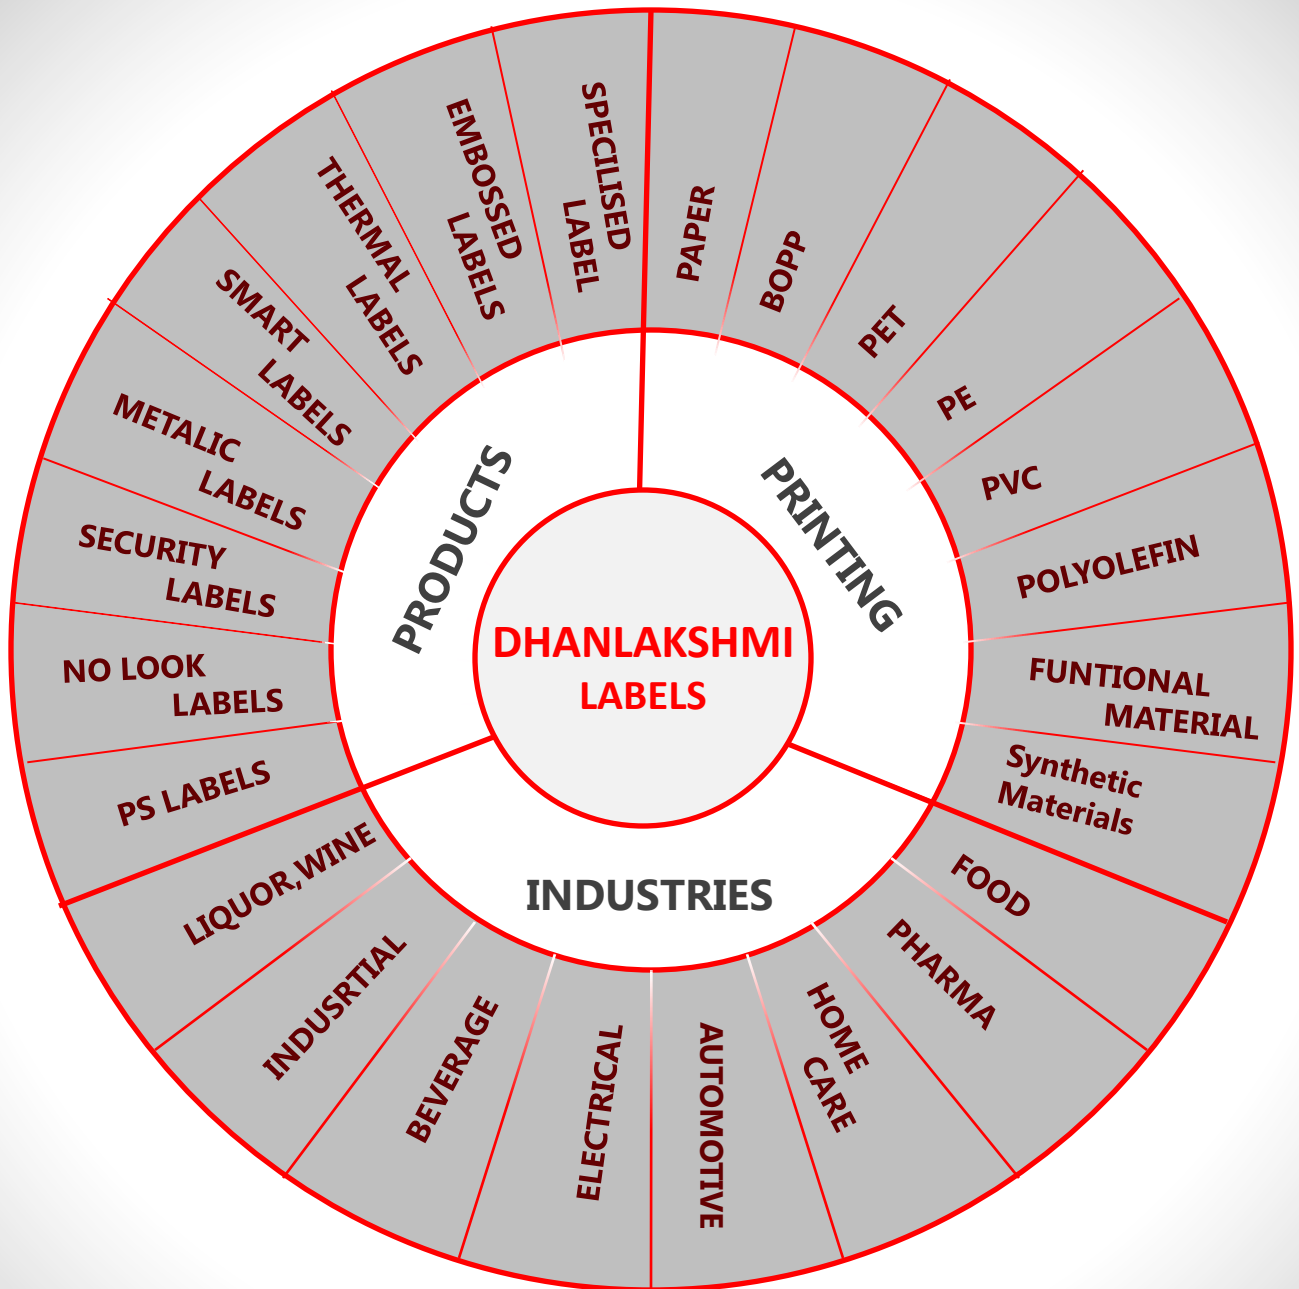 DHANLAKSHMI
LABELS
PRINTING
PAPER
BOPP
PET
PE
PVC
POLYOLEFIN
FUNTIONAL
MATERIAL
Synthetic
Materials
INDUSTRIES
FOOD
PHARMA
HOME
CARE
AUTOMOTIVE
ELECTRICAL
BEVERAGE
INDUSRTIAL
LIQUOR,WINE
PRODUCTS
PS LABELS
NO LOOK
LABELS
SECURITY
LABELS
METALIC
LABELS
SMART
LABELS
THERMAL
LABELS
EMBOSSED
LABELS
SPECILISED
LABEL